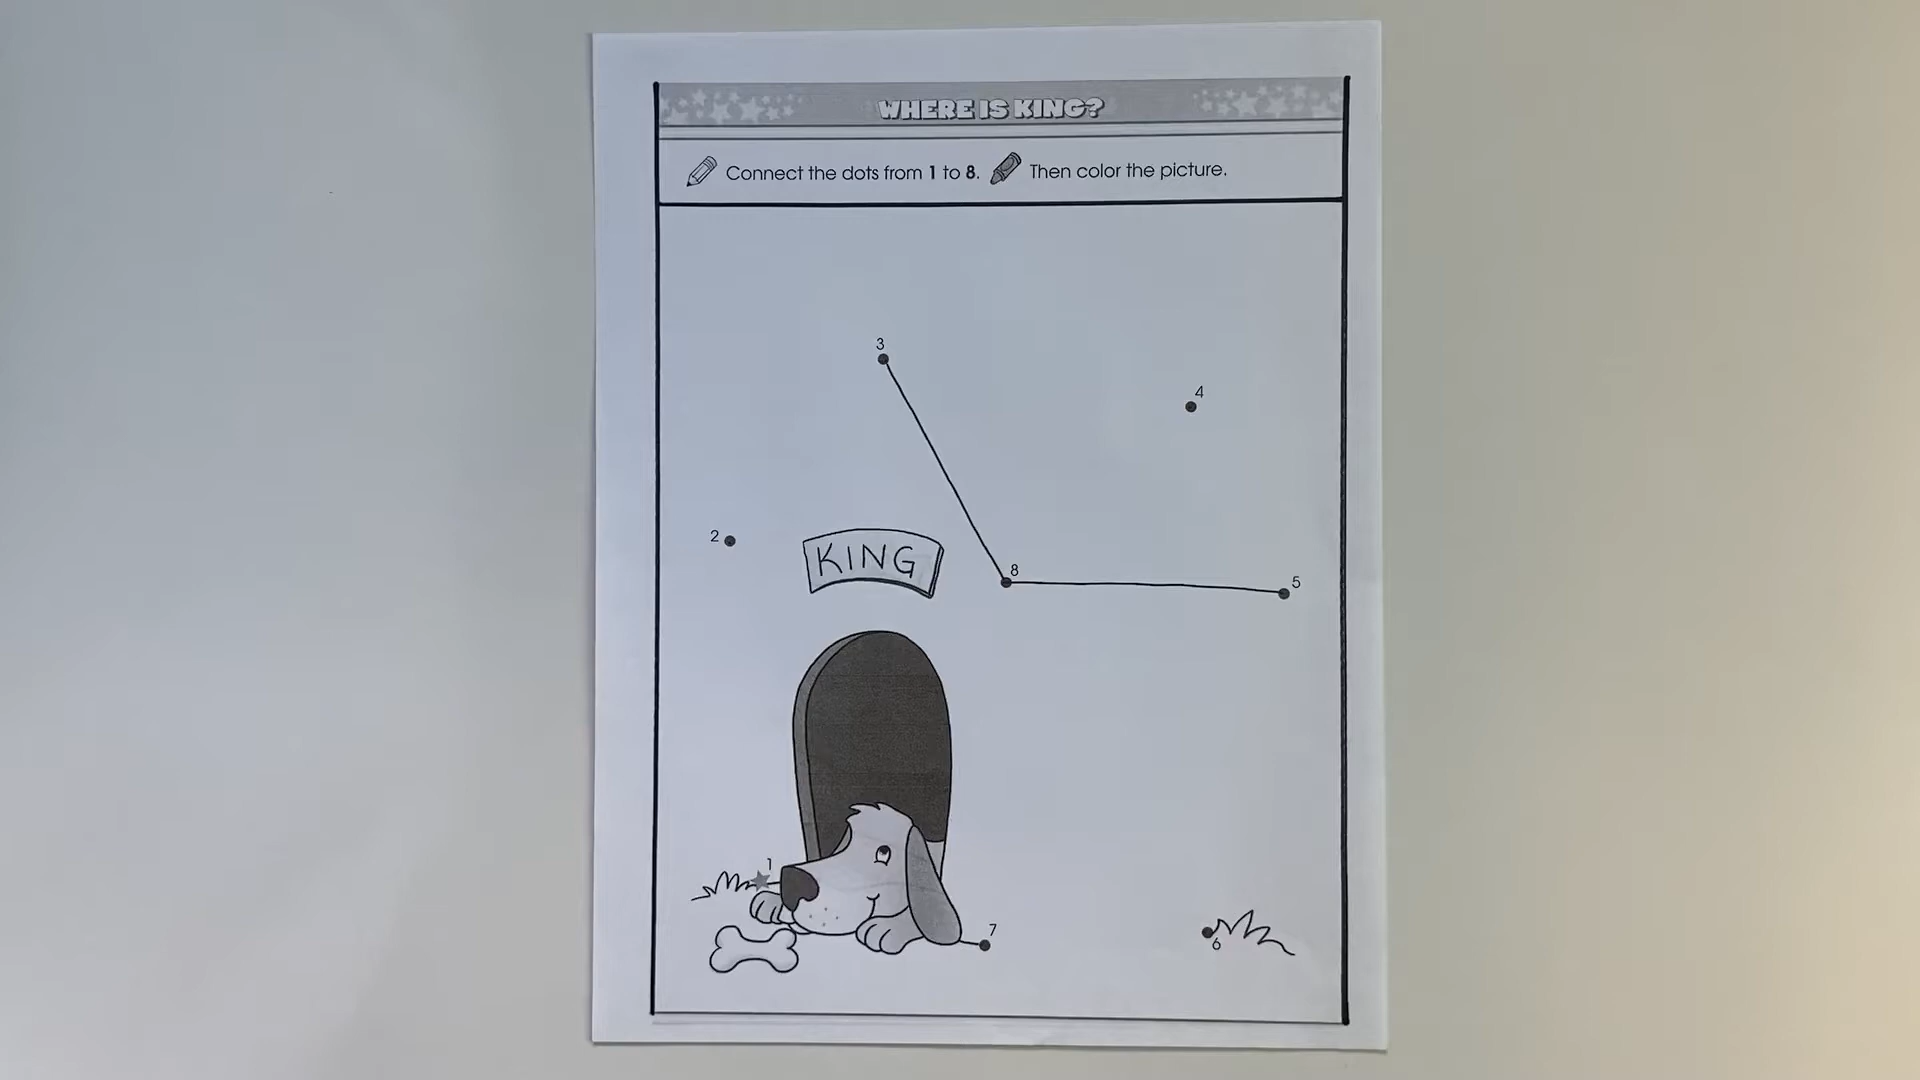 WHERE IS KING?
Connect the dots from 1 to 8. Then color the picture.
3
4
2
KING
8
5
1
7
6